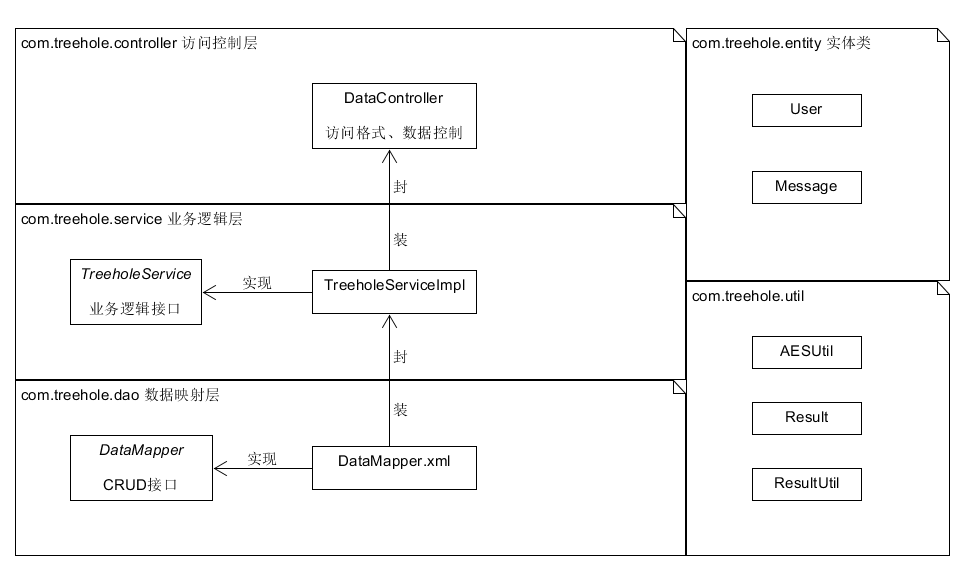 com.treehole.controller 访问控制层
DataController
访问格式、数据控制
封
装
com.treehole.service 业务逻辑层
TreeholeService
业务逻辑接口
实现
TreeholeServiceImpl
封
装
com.treehole.dao 数据映射层
DataMapper
CRUD接口
实现
DataMapper.xml
com.treehole.entity 实体类
User
Message
com.treehole.util
AESUtil
Result
ResultUtil